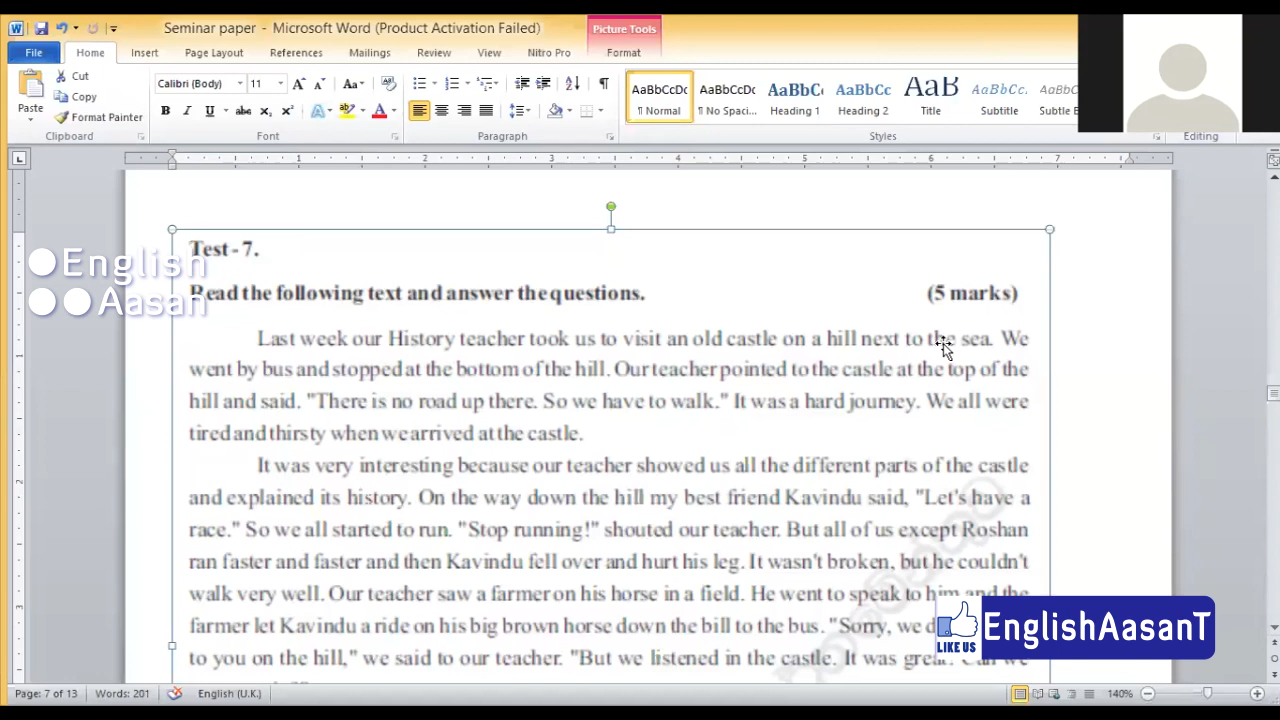 Seminar paper - Microsoft Word (Product Activation Failed)
Picture Tools
File Home Insert Page Layout References Mailings Review View Nitro Pro Format
Paste
Cut
Copy
Format Painter
Clipboard
Calibri (Body) 11
Font
Paragraph
AaBbCcDc AaBbCcDc AaBbC AaBbCc AaB AaBbCc. AaBbC
¶ Normal ¶ No Spaci... Heading 1 Heading 2 Title Subtitle
Styles
Editing
1 2 3 4 5 6 7
English
Aasan
Test - 7.
Read the following text and answer the questions. (5 marks)
Last week our History teacher took us to visit an old castle on a hill next to the sea. We
went by bus and stopped at the bottom of the hill. Our teacher pointed to the castle at the top of the
hill and said. "There is no road up there. So we have to walk." It was a hard journey. We all were
tired and thirsty when we arrived at the castle.
It was very interesting because our teacher showed us all the different parts of the castle
and explained its history. On the way down the hill my best friend Kavindu said, "Let's have a
race." So we all started to run. "Stop running!" shouted our teacher. But all of us except Roshan
ran faster and faster and then Kavindu fell over and hurt his leg. It wasn't broken, but he couldn't
walk very well. Our teacher saw a farmer on his horse in a field. He went to speak to him and the
farmer let Kavindu a ride on his big brown horse down the bill to the bus. "Sorry, we
to you on the hill," we said to our teacher. "But we listened in the castle. It was great. Can we
LIKE US
EnglishAasanT
Page: 7 of 13 Words: 201 English (U.K.) 140%